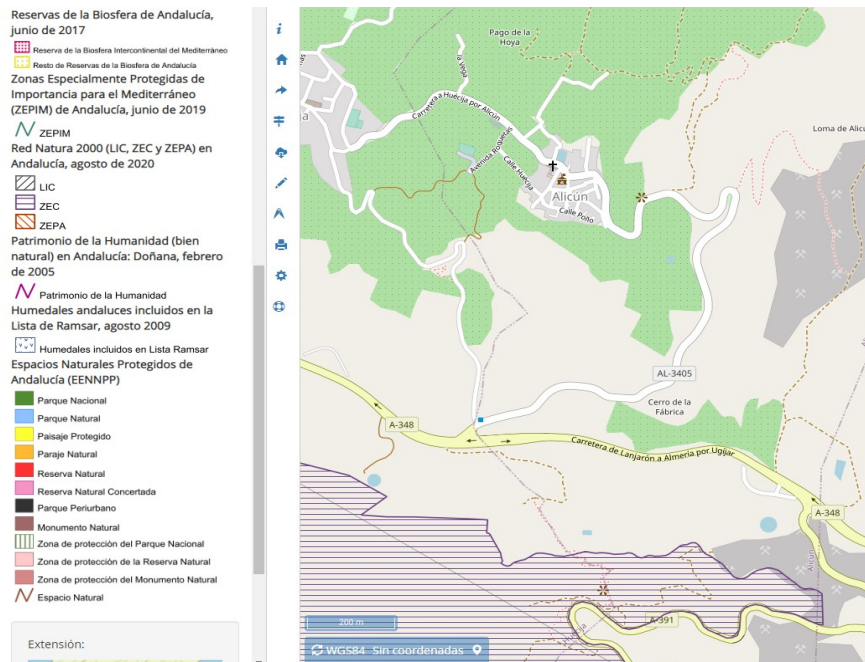 Reservas de la Biosfera de Andalucía,
junio de 2017
Reserva de la Biosfera Intercontinental del Mediterráneo
Resto de Reservas de la Biosfera de Andalucía
Zonas Especialmente Protegidas de
Importancia para el Mediterráneo
(ZEPIM) de Andalucía, junio de 2019
ZEPIM
Red Natura 2000 (LIC, ZEC y ZEPA) en
Andalucía, agosto de 2020
LIC
ZEC
ZEPA
Patrimonio de la Humanidad (bien
natural) en Andalucía: Doñana, febrero
de 2005
Patrimonio de la Humanidad
Humedales andaluces incluidos en la
Lista de Ramsar, agosto 2009
Humedales incluidos en Lista Ramsar
Espacios Naturales Protegidos de
Andalucía (EENNPP)
Parque Nacional
Parque Natural
Paisaje Protegido
Paraje Natural
Reserva Natural
Reserva Natural Concertada
Parque Periurbano
Monumento Natural
Zona de protección del Parque Nacional
Zona de protección de la Reserva Natural
Zona de protección del Monumento Natural
Espacio Natural
Extensión:
Pago de la
Hoya
la Vega
Carretera a Huécija por Alicún
Avenida Roquetas
Calle Huécija
Alicún
Calle Poño
Loma de Alicú
AL-3405
Cerro de la
Fábrica
A-348
Carretera de Lanjarón a Almería por Ugíjar
A-348
Alicún
Huécija
A-391
200 m
WGS84 Sin coordenadas